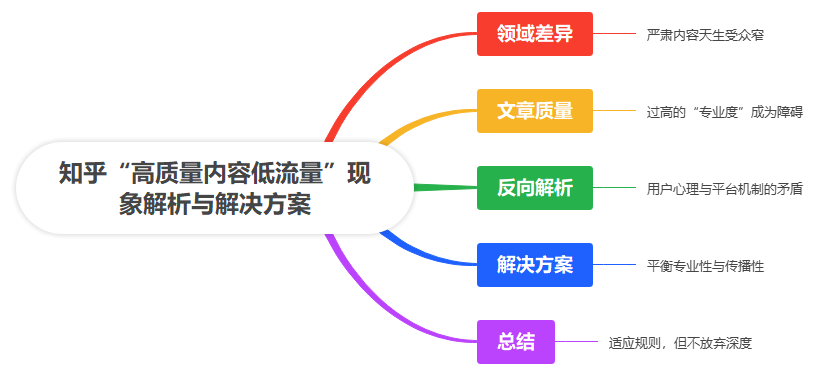 知乎“高质量内容低流量”现
象解析与解决方案
领域差异
严肃内容天生受众窄
文章质量
过高的“专业度”成为障碍
反向解析
用户心理与平台机制的矛盾
解决方案
平衡专业性与传播性
总结
适应规则，但不放弃深度